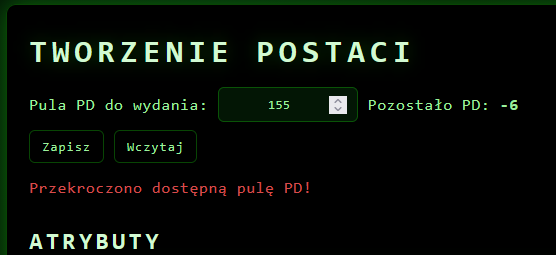 TWORZENIE POSTACI
Pula PD do wydania: 155 Pozostało PD: -6
Zapisz Wczytaj
Przekroczono dostępną pulę PD!
ATRYBUTY